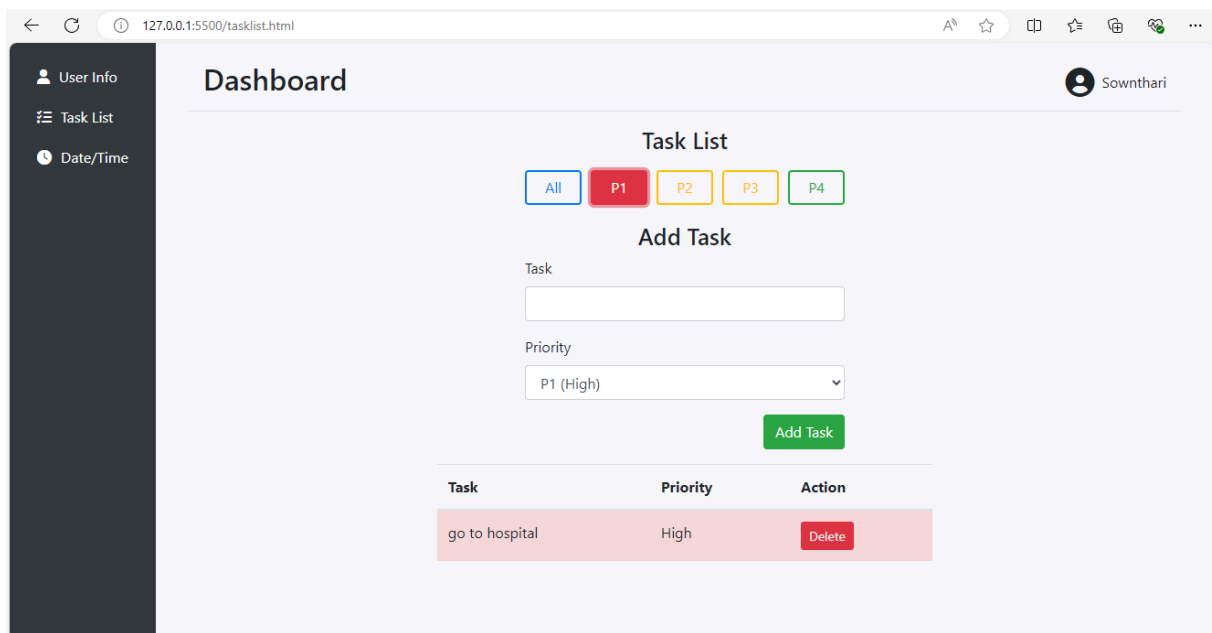 127.0.0.1:5500/tasklist.html
User Info
Task List
Date/Time
Dashboard
Sownthari
Task List
All P1 P2 P3 P4
Add Task
Task
Priority
P1 (High)
Add Task
Task Priority Action
go to hospital High Delete